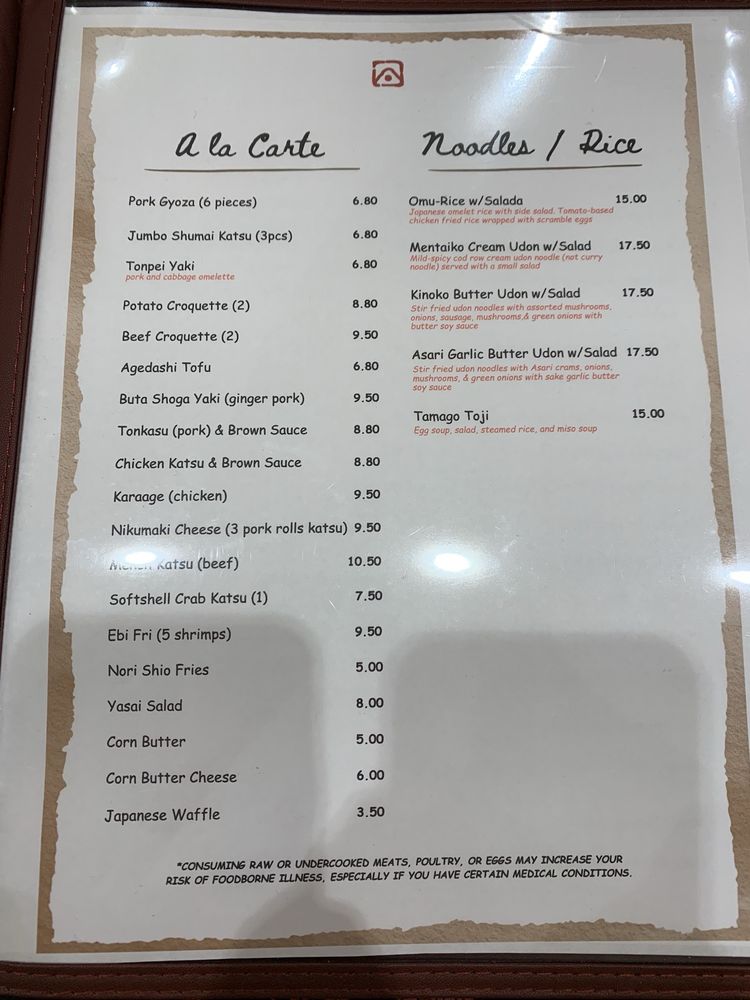 A la Carte
Pork Gyoza (6 pieces) 6.80
Jumbo Shumai Katsu (3pcs) 6.80
Tonpei Yaki 6.80
pork and cabbage omelette
Potato Croquette (2) 8.80
Beef Croquette (2) 9.50
Agedashi Tofu 6.80
Buta Shoga Yaki (ginger pork) 9.50
Tonkasu (pork) & Brown Sauce 8.80
Chicken Katsu & Brown Sauce 8.80
Karaage (chicken) 9.50
Nikumaki Cheese (3 pork rolls katsu) 9.50
Katsu (beef) 10.50
Softshell Crab Katsu (1) 7.50
Ebi Fri (5 shrimps) 9.50
Nori Shio Fries 5.00
Yasai Salad 8.00
Corn Butter 5.00
Corn Butter Cheese 6.00
Japanese Waffle 3.50
Noodles / Rice
Omu-Rice w/Salada 15.00
Japanese omelet rice with side salad. Tomato-based
chicken fried rice wrapped with scramble eggs
Mentaiko Cream Udon w/Salad 17.50
Mild-spicy cod row cream udon noodle (not curry
noodle) served with a small salad
Kinoko Butter Udon w/Salad 17.50
Stir fried udon noodles with assorted mushrooms,
onions, sausage, mushrooms,& green onions with
butter soy sauce
Asari Garlic Butter Udon w/Salad 17.50
Stir fried udon noodles with Asari crams, onions,
mushrooms, & green onions with sake garlic butter
soy sauce
Tamago Toji 15.00
Egg soup, salad, steamed rice, and miso soup
*CONSUMING RAW OR UNDERCOOKED MEATS, POULTRY, OR EGGS MAY INCREASE YOUR
RISK OF FOODBORNE ILLNESS, ESPECIALLY IF YOU HAVE CERTAIN MEDICAL CONDITIONS.